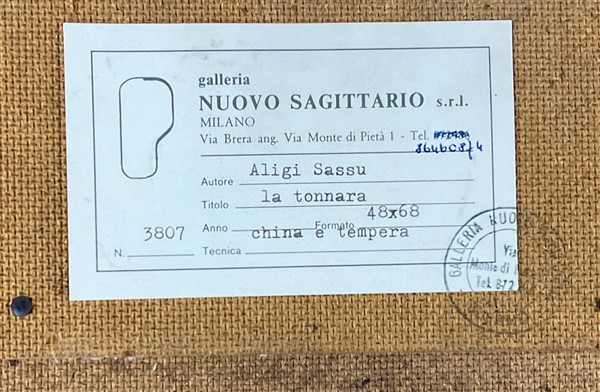 galleria
NUOVO SAGITTARIO s.r.l.
MILANO
Via Brera ang. Via Monte di Pietà 1 - Tel.
Autore Aligi Sassu
Titolo la tonnara
Anno Formato 48x68
N. 3807
Tecnica china e tempera
GALLERIA NUO
Via
Monte di
Tel. 872